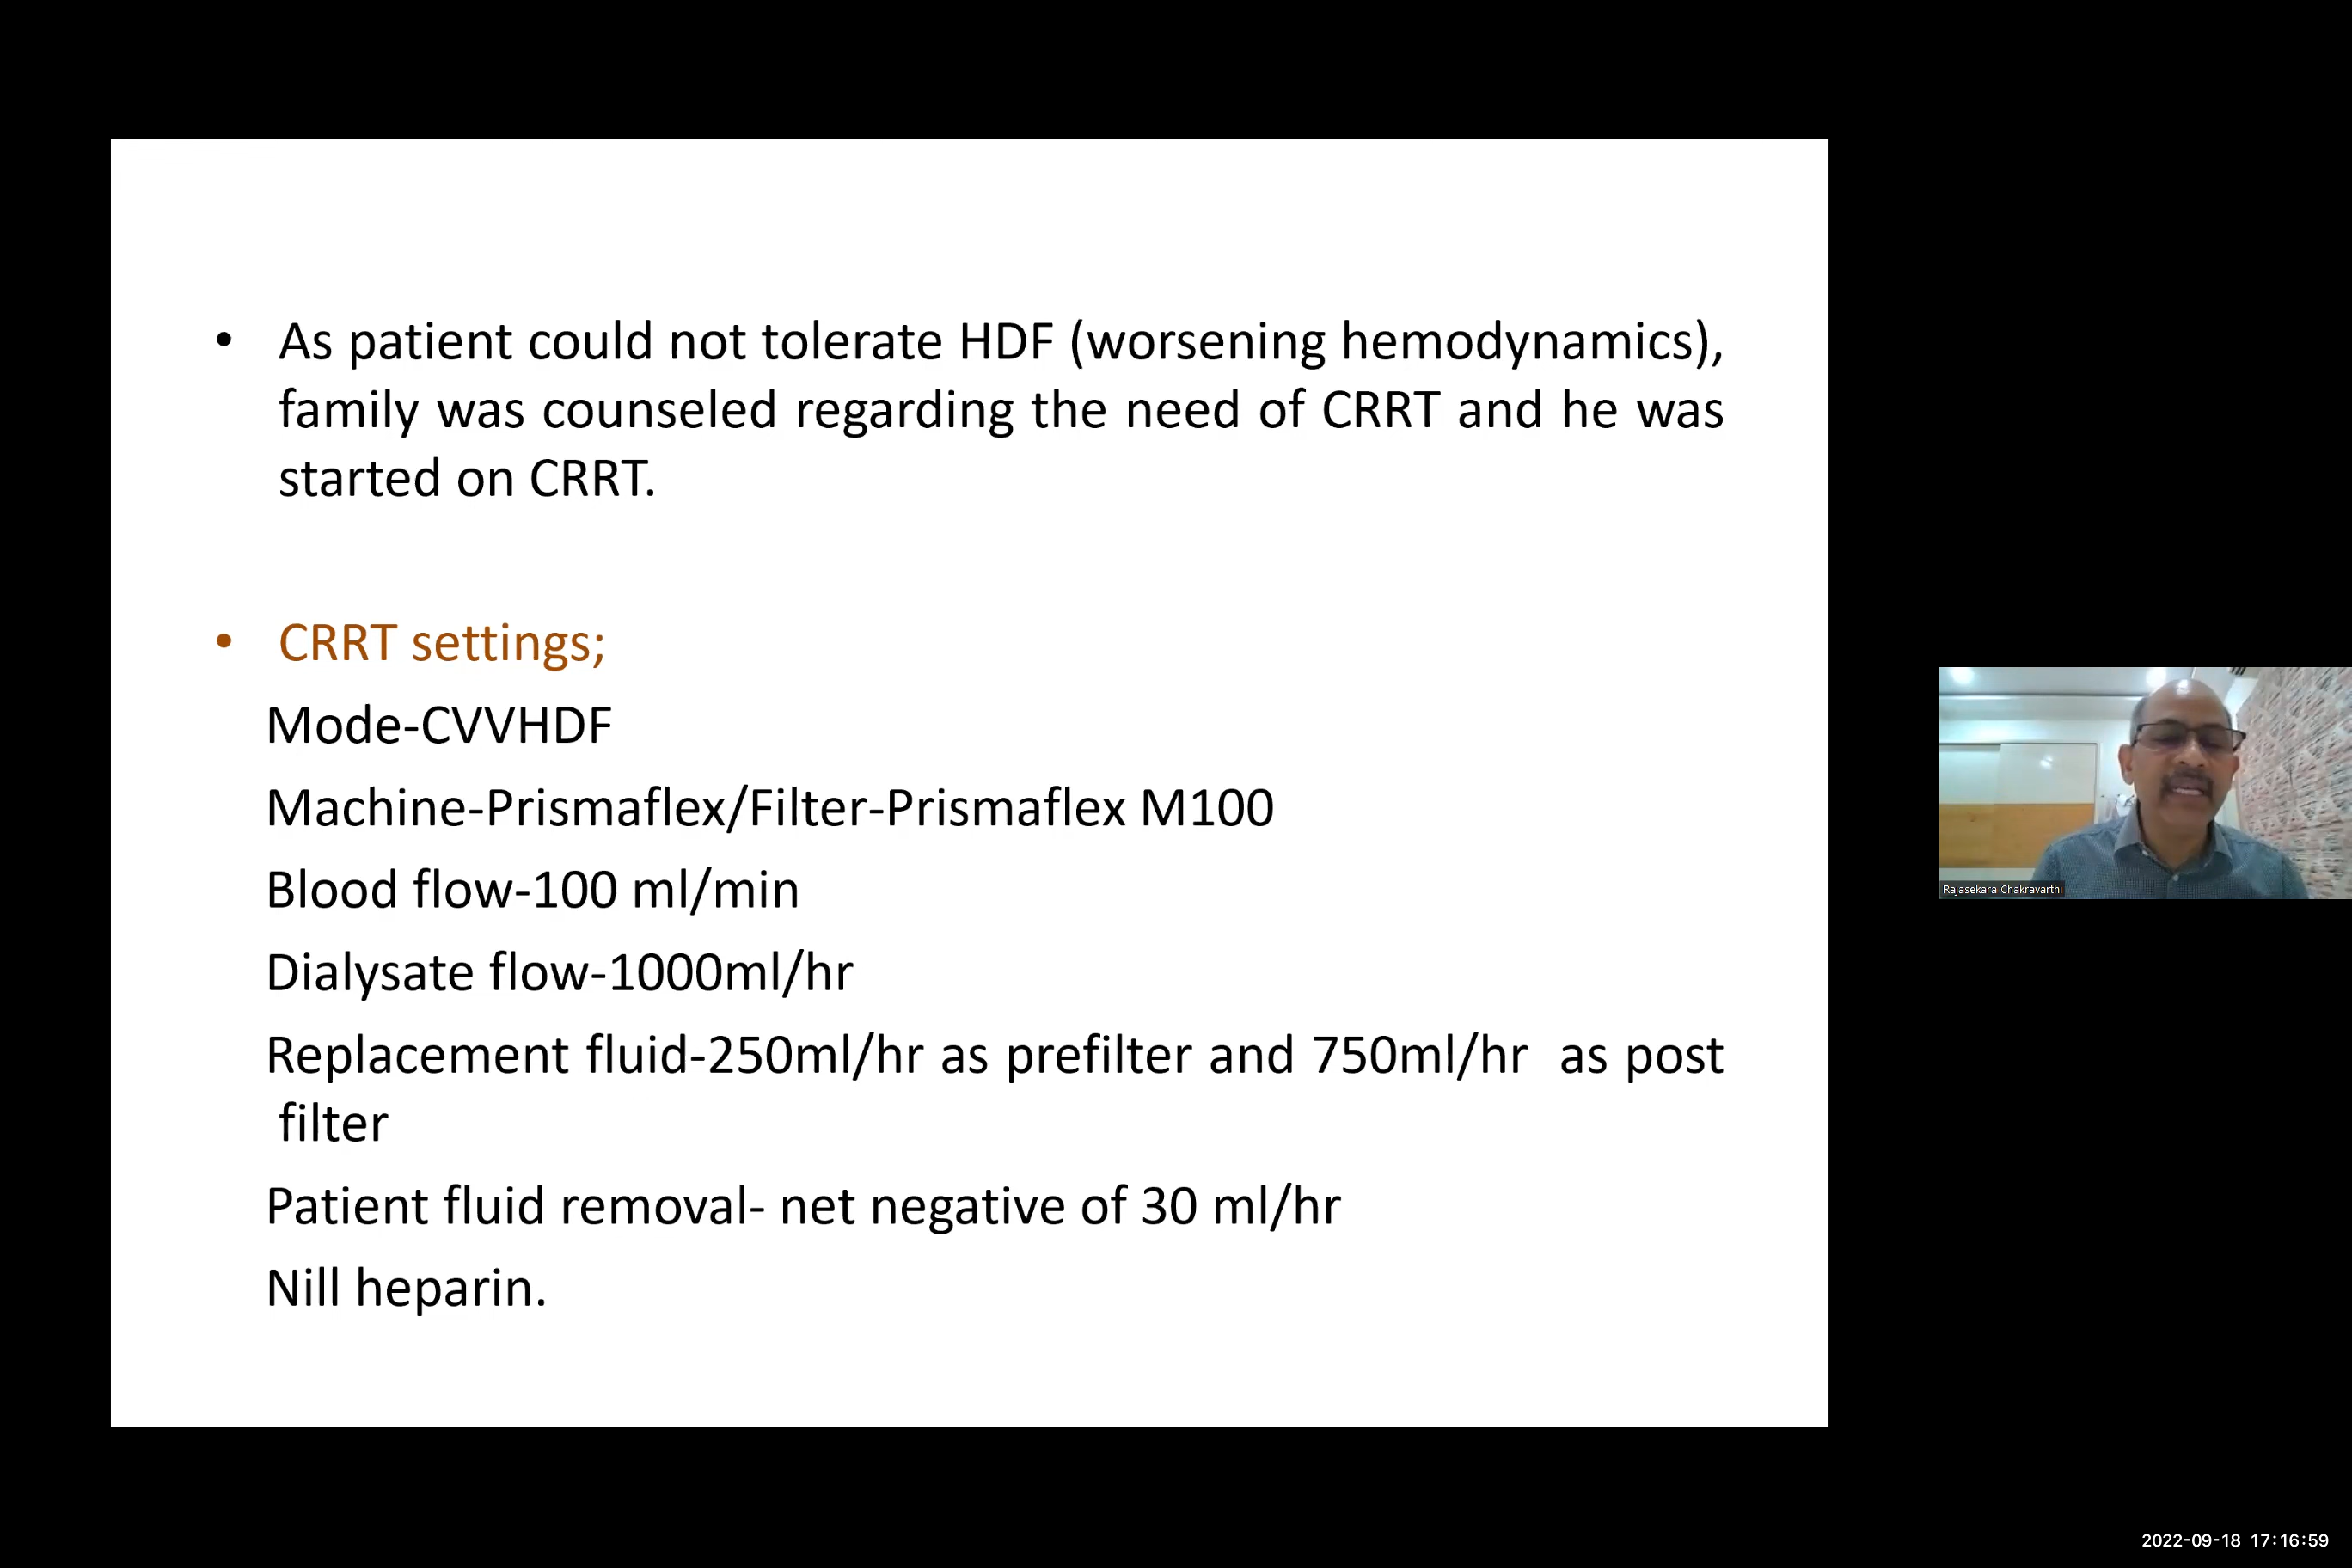 • As patient could not tolerate HDF (worsening hemodynamics),
family was counseled regarding the need of CRRT and he was
started on CRRT.
• CRRT settings;
Mode-CVVHDF
Machine-Prismaflex/Filter-Prismaflex M100
Blood flow-100 ml/min
Dialysate flow-1000ml/hr
Replacement fluid-250ml/hr as prefilter and 750ml/hr as post
filter
Patient fluid removal- net negative of 30 ml/hr
Nill heparin.
Rajasekara Chakravarthi
2022-09-18 17:16:59